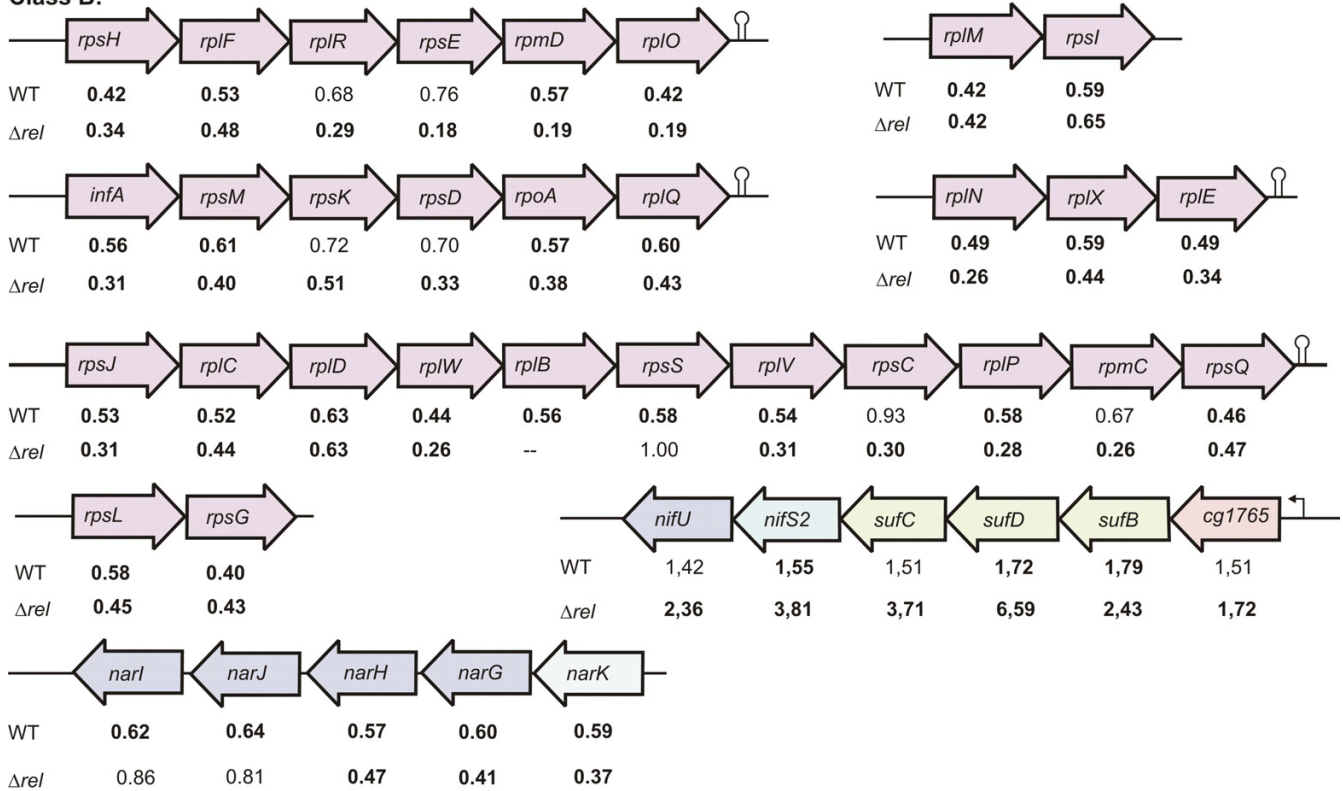 Class B.
rpsH rplF rplR rpsE rpmD rplO
WT 0.42 0.53 0.68 0.76 0.57 0.42
Δrel 0.34 0.48 0.29 0.18 0.19 0.19
rplM rpsI
WT 0.42 0.59
Δrel 0.42 0.65
infA rpsM rpsK rpsD rpoA rplQ
WT 0.56 0.61 0.72 0.70 0.57 0.60
Δrel 0.31 0.40 0.51 0.33 0.38 0.43
rplN rplX rplE
WT 0.49 0.59 0.49
Δrel 0.26 0.44 0.34
rpsJ rplC rplD rplW rplB rpsS rplV rpsC rplP rpmC rpsQ
WT 0.53 0.52 0.63 0.44 0.56 0.58 0.54 0.93 0.58 0.67 0.46
Δrel 0.31 0.44 0.63 0.26 -- 1.00 0.31 0.30 0.28 0.26 0.47
rpsL rpsG
WT 0.58 0.40
Δrel 0.45 0.43
nifU nifS2 sufC sufD sufB cg1765
WT 1,42 1,55 1,51 1,72 1,79 1,51
Δrel 2,36 3,81 3,71 6,59 2,43 1,72
narI narJ narH narG narK
WT 0.62 0.64 0.57 0.60 0.59
Δrel 0.86 0.81 0.47 0.41 0.37